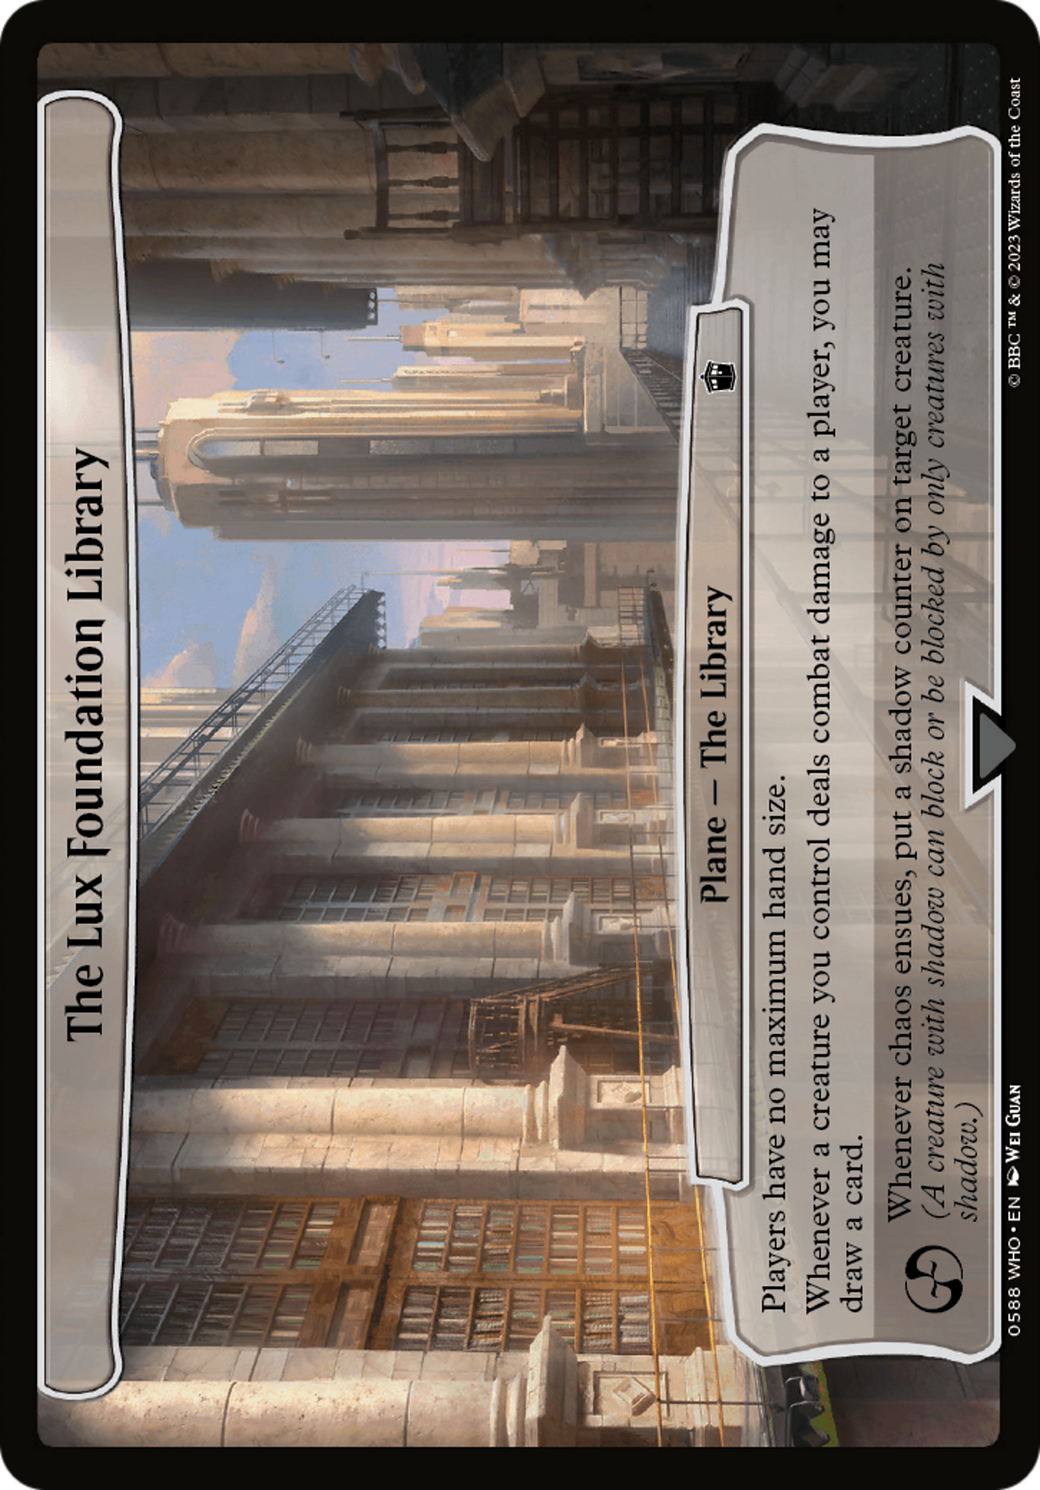 The Lux Foundation Library
Plane — The Library
Players have no maximum hand size.
Whenever a creature you control deals combat damage to a player, you may
draw a card.
Whenever chaos ensues, put a shadow counter on target creature.
(A creature with shadow can block or be blocked by only creatures with
shadow.)
0588 WHO • EN Wei Guan
© BBC ™ & © 2023 Wizards of the Coast